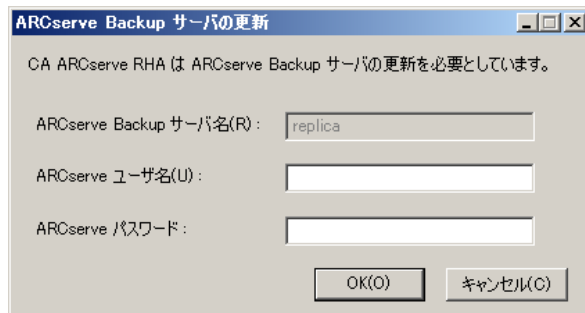 ARCserve Backup サーバの更新
CA ARCserve RHA は ARCserve Backup サーバの更新を必要としています。
ARCserve Backup サーバ名(R) : replica
ARCserve ユーザ名(U) :
ARCserve パスワード :
OK(O) キャンセル(C)